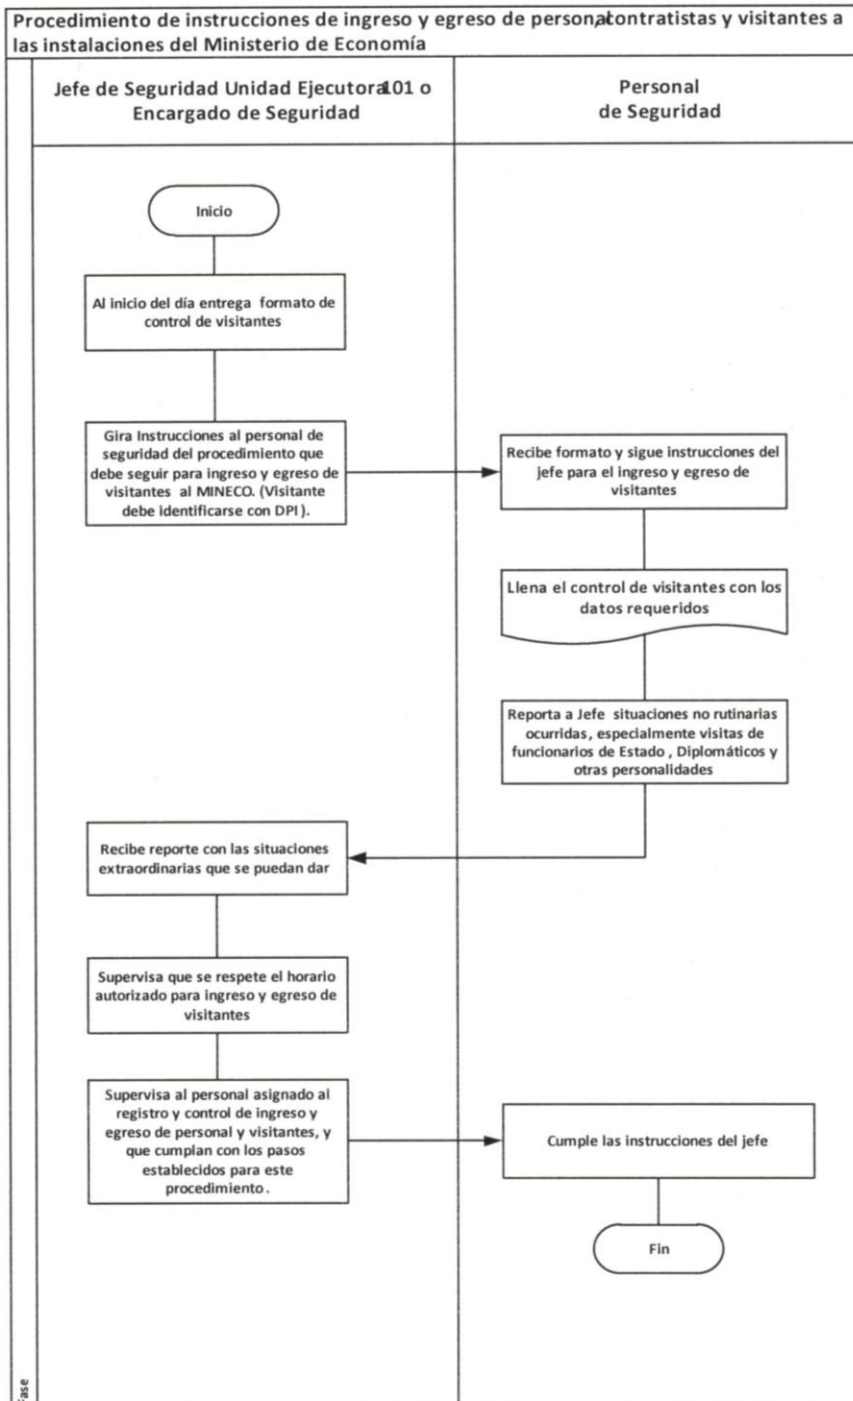 Procedimiento de instrucciones de ingreso y egreso de personal contratistas y visitantes a
las instalaciones del Ministerio de Economía
Jefe de Seguridad Unidad Ejecutora 101 o
Encargado de Seguridad
Personal
de Seguridad
Inicio
Al inicio del día entrega formato de
control de visitantes
Gira Instrucciones al personal de
seguridad del procedimiento que
debe seguir para ingreso y egreso de
visitantes al MINECO. (Visitante
debe identificarse con DPI).
Recibe formato y sigue instrucciones del
jefe para el ingreso y egreso de
visitantes
Llena el control de visitantes con los
datos requeridos
Reporta a Jefe situaciones no rutinarias
ocurridas, especialmente visitas de
funcionarios de Estado, Diplomáticos y
otras personalidades
Recibe reporte con las situaciones
extraordinarias que se puedan dar
Supervisa que se respete el horario
autorizado para ingreso y egreso de
visitantes
Supervisa al personal asignado al
registro y control de ingreso y
egreso de personal y visitantes, y
que cumplan con los pasos
establecidos para este
procedimiento.
Cumple las instrucciones del jefe
Fin
Fase